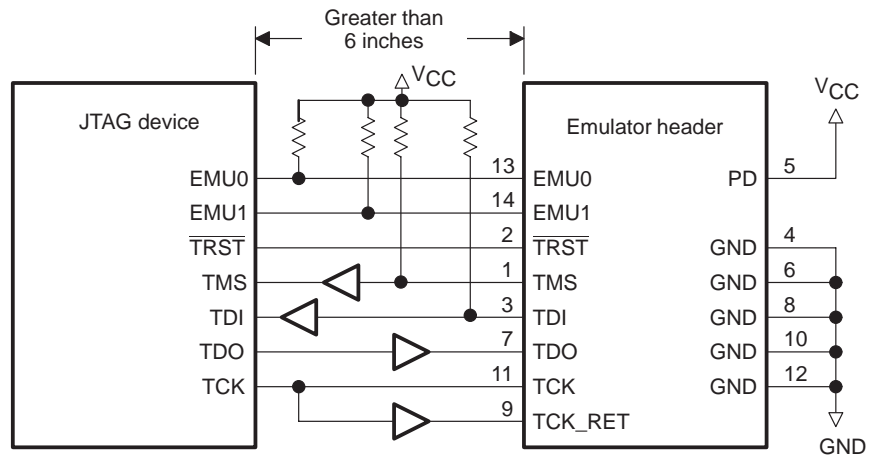 Greater than
6 inches
VCC
VCC
JTAG device
Emulator header
EMU0 13 EMU0 PD 5
EMU1 14 EMU1
TRST 2 TRST GND 4
TMS 1 TMS GND 6
TDI 3 TDI GND 8
TDO 7 TDO GND 10
TCK 11 TCK GND 12
9 TCK_RET
GND